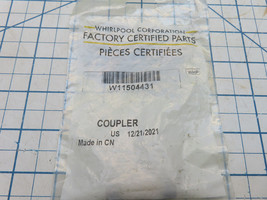 WHIRLPOOL CORPORATION
FACTORY CERTIFIED PARTS
PIÈCES CERTIFIÉES
W11504431
COUPLER
US 12/21/2021
Made in CN